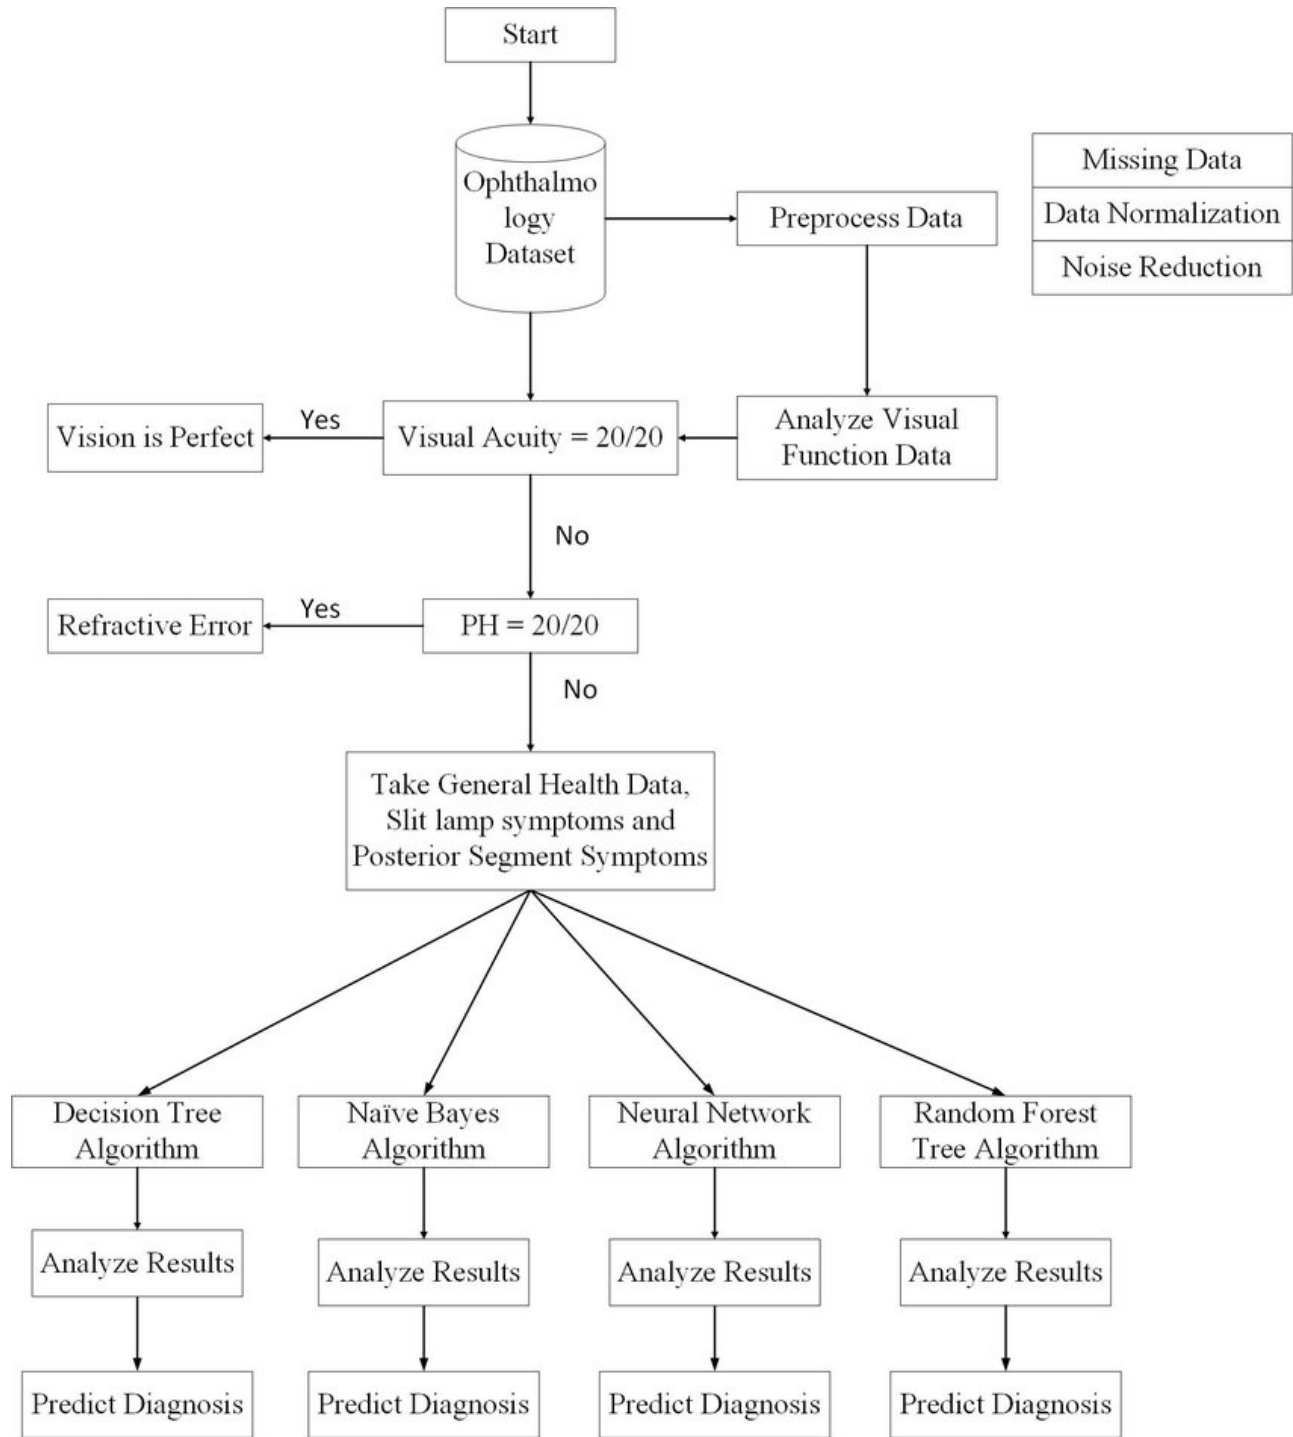 Start
Ophthalmo
logy
Dataset
Preprocess Data
Missing Data
Data Normalization
Noise Reduction
Vision is Perfect
Yes
Visual Acuity = 20/20
Analyze Visual
Function Data
No
Refractive Error
Yes
PH = 20/20
No
Take General Health Data,
Slit lamp symptoms and
Posterior Segment Symptoms
Decision Tree
Algorithm
Naïve Bayes
Algorithm
Neural Network
Algorithm
Random Forest
Tree Algorithm
Analyze Results
Analyze Results
Analyze Results
Analyze Results
Predict Diagnosis
Predict Diagnosis
Predict Diagnosis
Predict Diagnosis